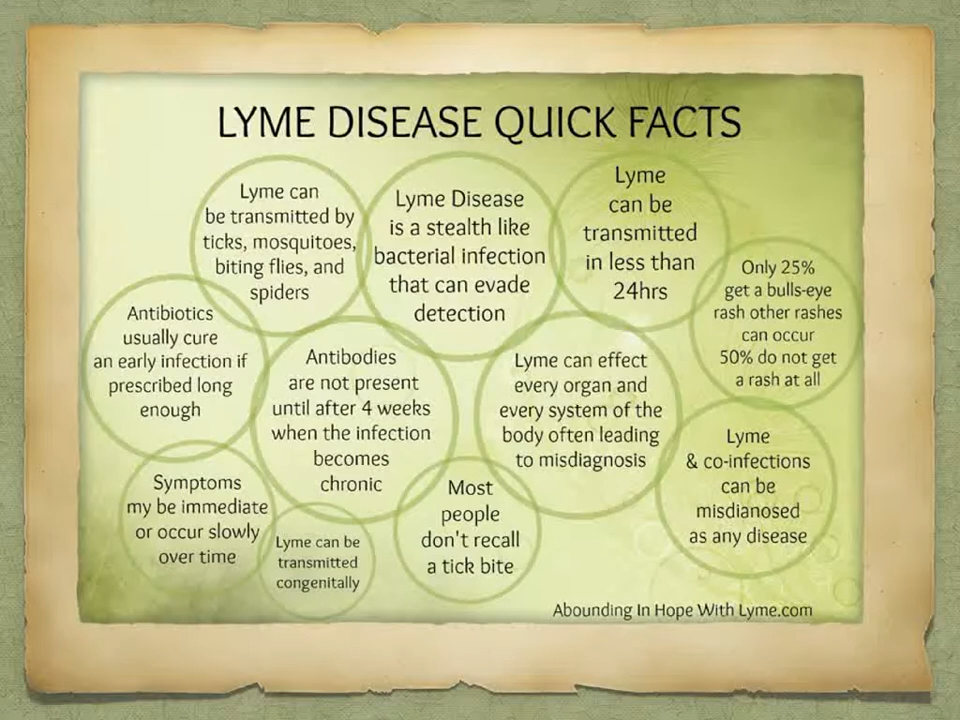 LYME DISEASE QUICK FACTS
Lyme can
be transmitted by
ticks, mosquitoes,
biting flies, and
spiders
Lyme Disease
is a stealth like
bacterial infection
that can evade
detection
Lyme
can be
transmitted
in less than
24hrs
Only 25%
get a bulls-eye
rash other rashes
can occur
50% do not get
a rash at all
Antibiotics
usually cure
an early infection if
prescribed long
enough
Antibodies
are not present
until after 4 weeks
when the infection
becomes
chronic
Lyme can effect
every organ and
every system of the
body often leading
to misdiagnosis
Lyme
& co-infections
can be
misdianosed
as any disease
Symptoms
my be immediate
or occur slowly
over time
Lyme can be
transmitted
congenitally
Most
people
don't recall
a tick bite
Abounding In Hope With Lyme.com